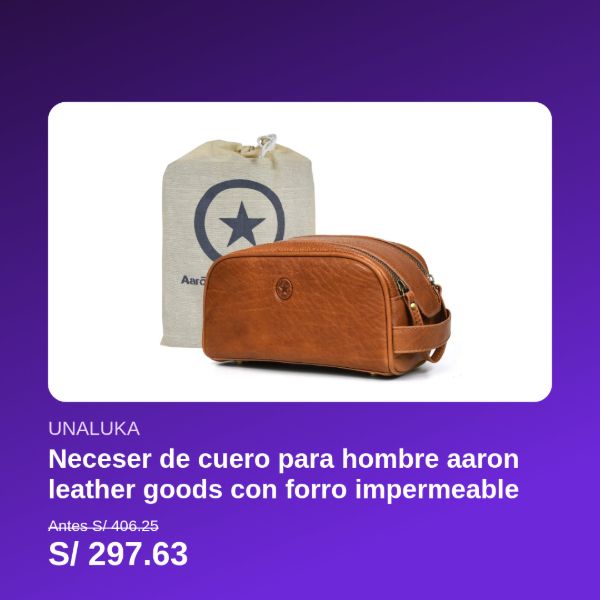 UNALUKA
Neceser de cuero para hombre aaron
leather goods con forro impermeable
Antes S/ 406.25
S/ 297.63